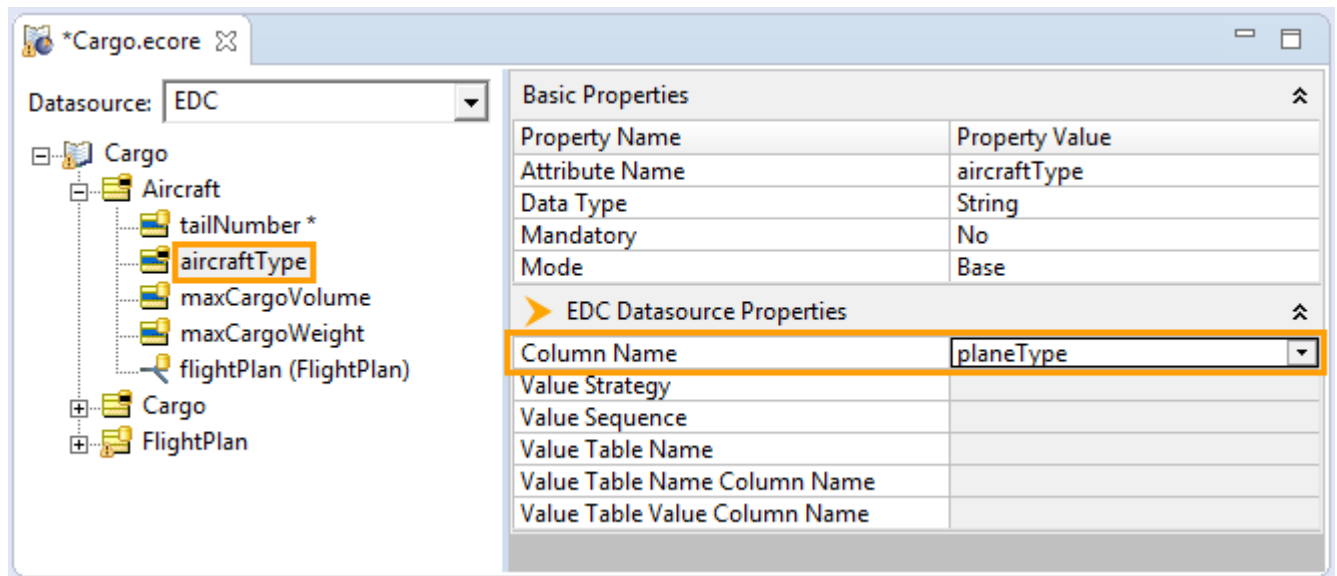 *Cargo.ecore
Datasource: EDC
Cargo
Aircraft
tailNumber *
aircraftType
maxCargoVolume
maxCargoWeight
flightPlan (FlightPlan)
Cargo
FlightPlan
Basic Properties
Property Name Property Value
Attribute Name aircraftType
Data Type String
Mandatory No
Mode Base
EDC Datasource Properties
Column Name planeType
Value Strategy
Value Sequence
Value Table Name
Value Table Name Column Name
Value Table Value Column Name